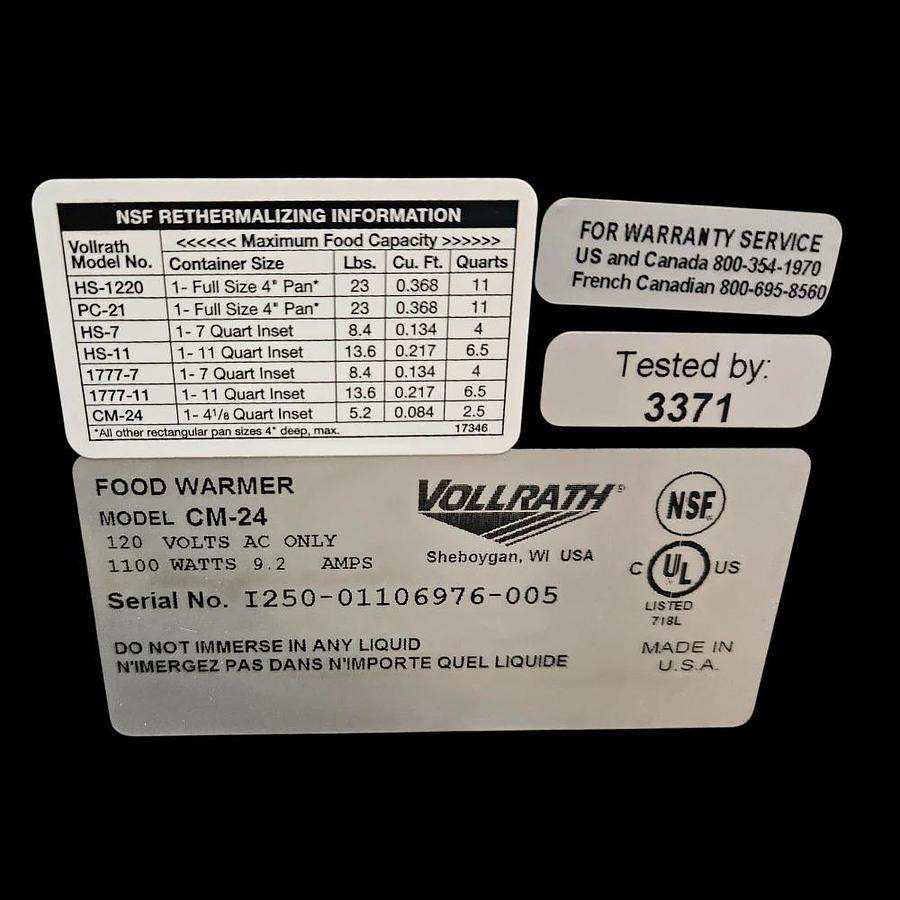 NSF RETHERMALIZING INFORMATION
Vollrath Model No. <<<<<< Maximum Food Capacity >>>>>>
Container Size Lbs. Cu. Ft. Quarts
HS-1220 1- Full Size 4" Pan* 23 0.368 11
PC-21 1- Full Size 4" Pan* 23 0.368 11
HS-7 1- 7 Quart Inset 8.4 0.134 4
HS-11 1- 11 Quart Inset 13.6 0.217 6.5
1777-7 1- 7 Quart Inset 8.4 0.134 4
1777-11 1- 11 Quart Inset 13.6 0.217 6.5
CM-24 1- 4¹/₈ Quart Inset 5.2 0.084 2.5
*All other rectangular pan sizes 4" deep, max. 17346
FOR WARRANTY SERVICE
US and Canada 800-354-1970
French Canadian 800-695-8560
Tested by:
3371
FOOD WARMER
MODEL CM-24
120 VOLTS AC ONLY
1100 WATTS 9.2 AMPS
Serial No. I250-01106976-005
DO NOT IMMERSE IN ANY LIQUID
N'IMERGEZ PAS DANS N'IMPORTE QUEL LIQUIDE
VOLLRATH®
Sheboygan, WI USA
NSF
C UL US
LISTED
718L
MADE IN
U.S.A.